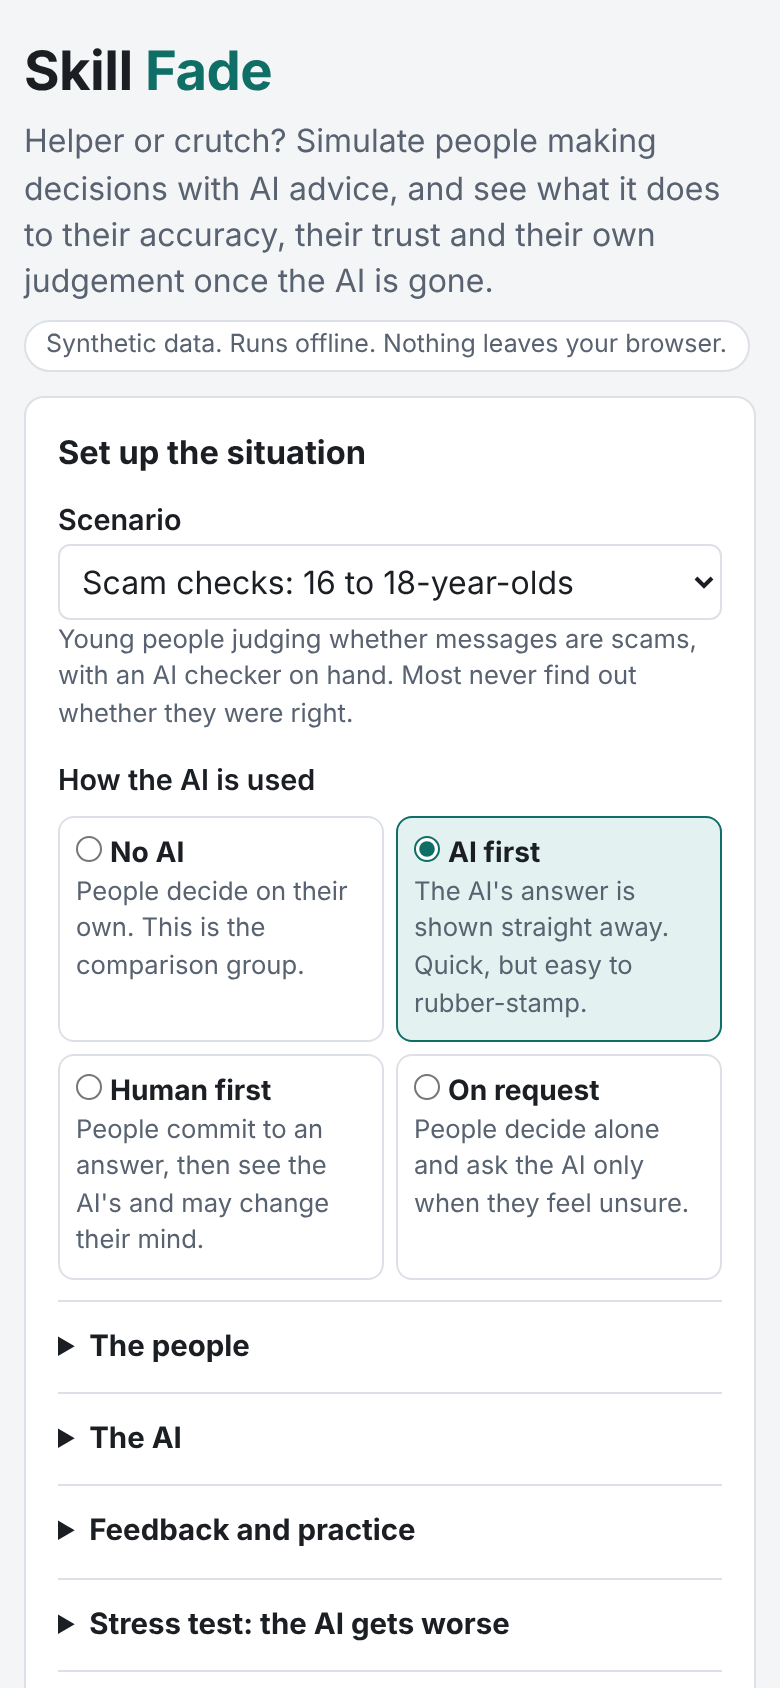 Skill Fade
Helper or crutch? Simulate people making
decisions with AI advice, and see what it does
to their accuracy, their trust and their own
judgement once the AI is gone.
Synthetic data. Runs offline. Nothing leaves your browser.
Set up the situation
Scenario
Scam checks: 16 to 18-year-olds
Young people judging whether messages are scams,
with an AI checker on hand. Most never find out
whether they were right.
How the AI is used
No AI
People decide on their
own. This is the
comparison group.
AI first
The AI's answer is
shown straight away.
Quick, but easy to
rubber-stamp.
Human first
People commit to an
answer, then see the
AI's and may change
their mind.
On request
People decide alone
and ask the AI only
when they feel unsure.
The people
The AI
Feedback and practice
Stress test: the AI gets worse